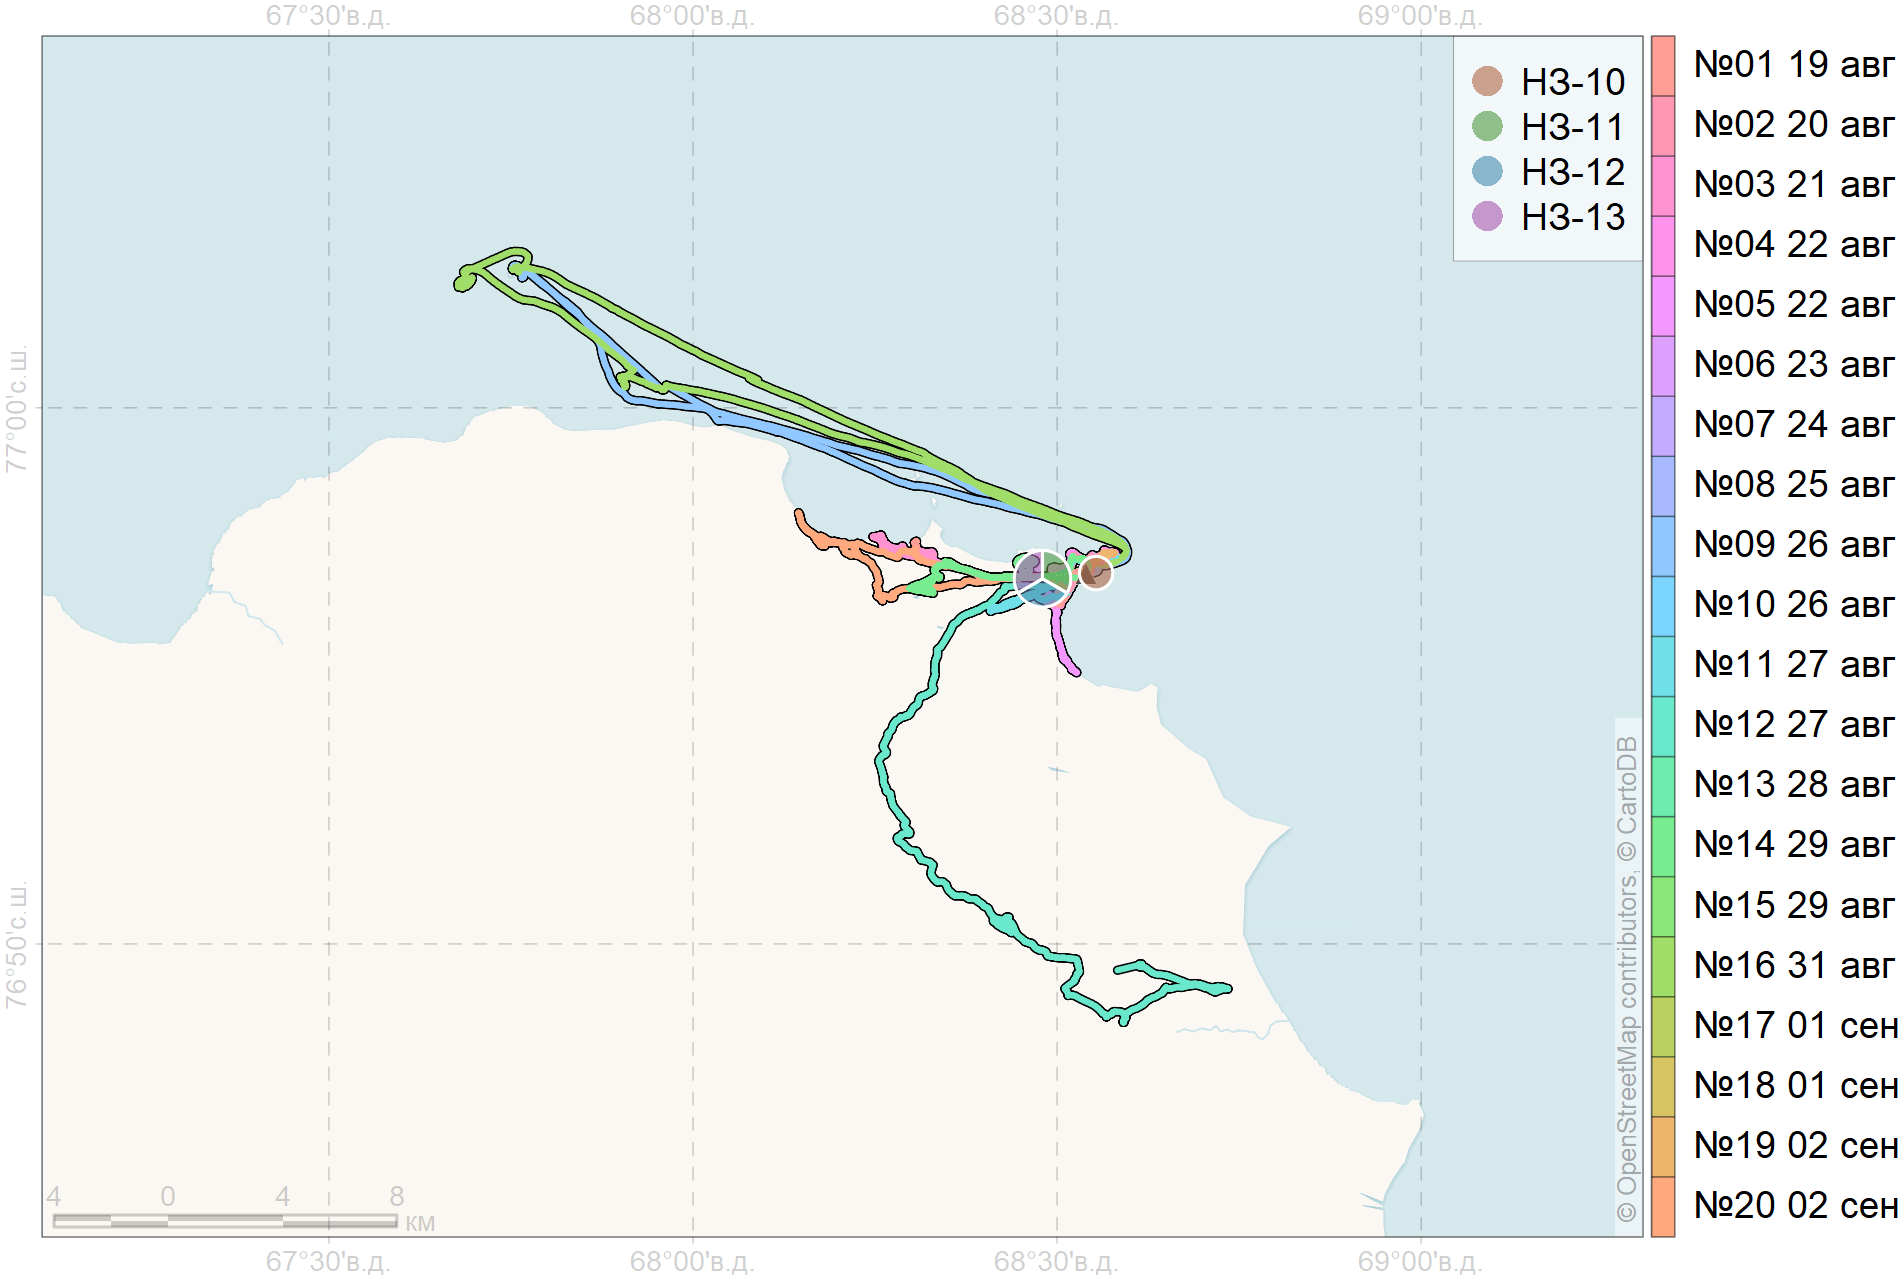 67°30'в.д. 68°00'в.д. 68°30'в.д. 69°00'в.д.
НЗ-10
НЗ-11
НЗ-12
НЗ-13
№01 19 авг
№02 20 авг
№03 21 авг
№04 22 авг
№05 22 авг
№06 23 авг
№07 24 авг
№08 25 авг
№09 26 авг
№10 26 авг
№11 27 авг
№12 27 авг
№13 28 авг
№14 29 авг
№15 29 авг
№16 31 авг
№17 01 сен
№18 01 сен
№19 02 сен
№20 02 сен
77°00'с.ш.
76°50'с.ш.
© OpenStreetMap contributors, © CartoDB
4 0 4 8
км
67°30'в.д. 68°00'в.д. 68°30'в.д. 69°00'в.д.